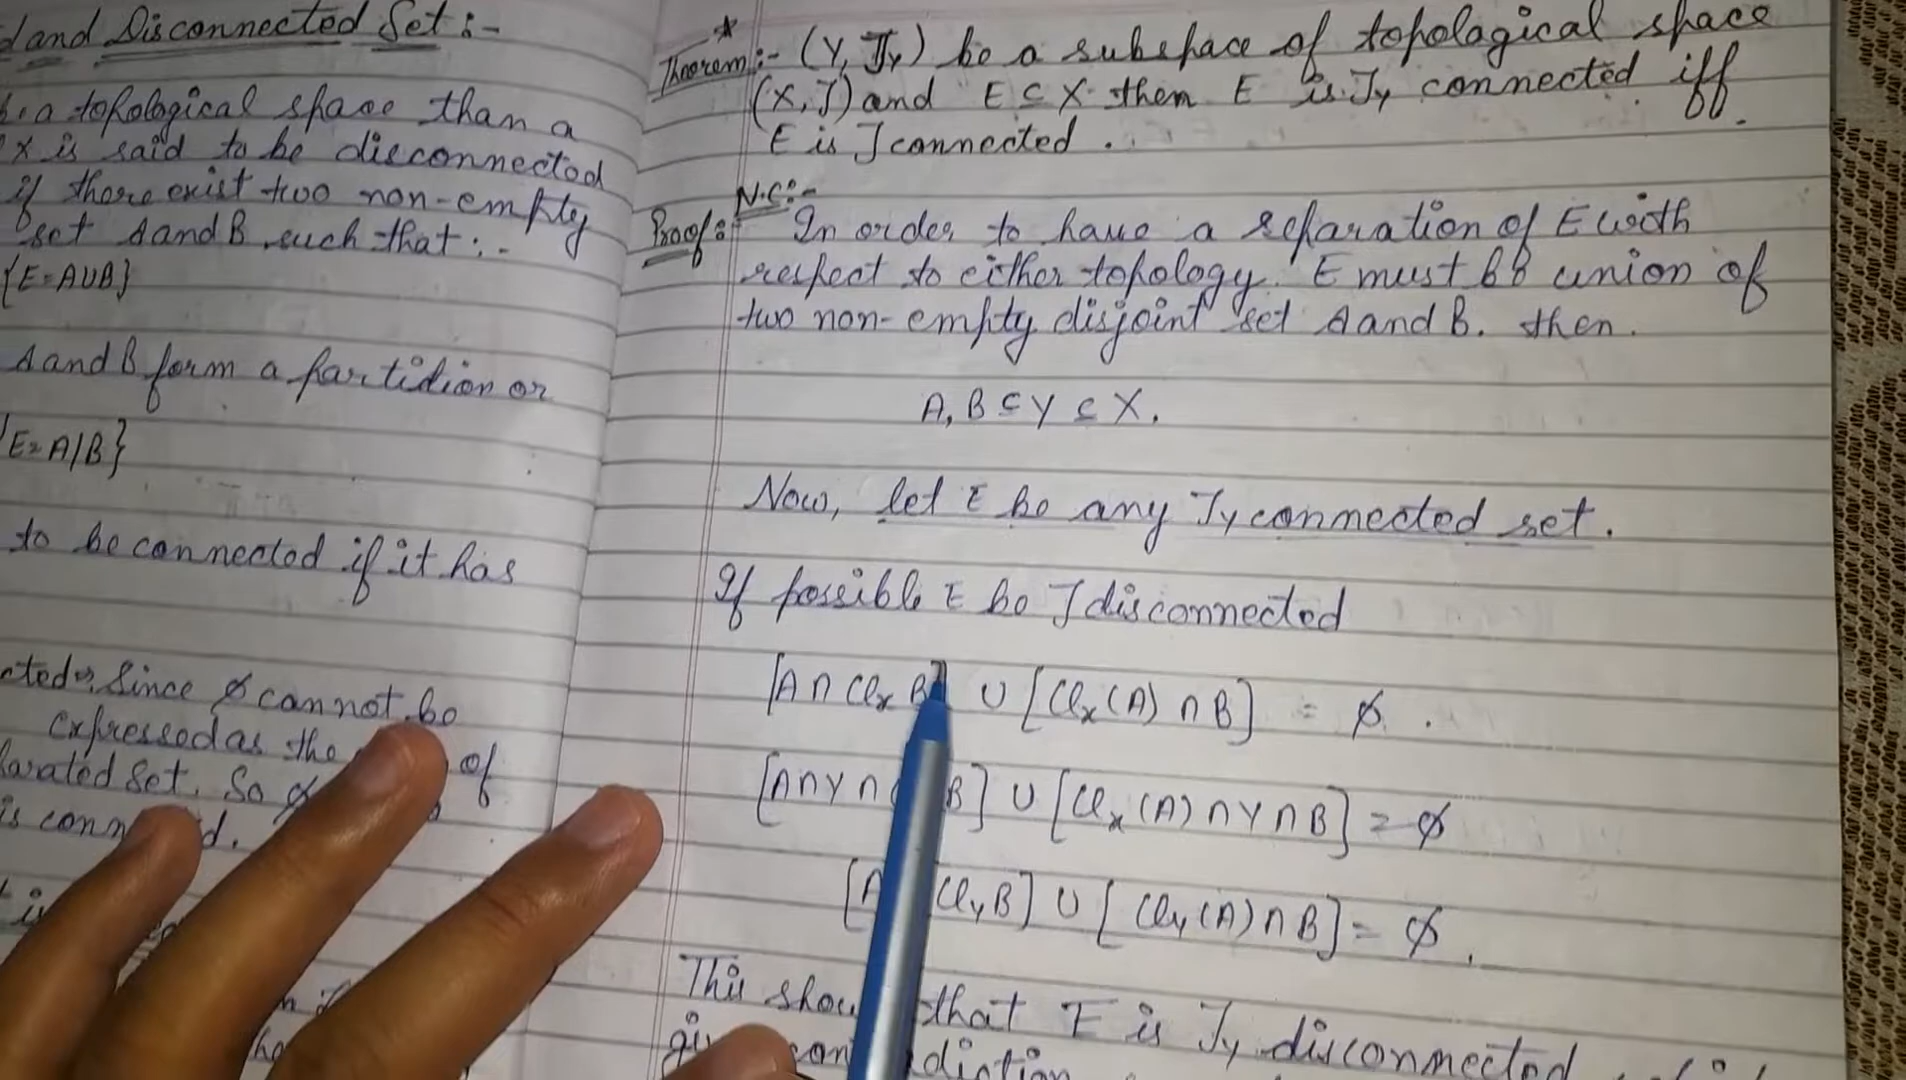 and Disconnected Set :-
a topological space than a
X is said to be disconnected
if there exist two non-empty
set A and B such that :-
{E=AUB}
A and B form a partition or
E=A/B}
to be connected if it has
Since ϕ cannot be
expressed as the of
set. So ϕ
is
Theorem :- (Y, J_Y) be a subspace of topological space
(X, J) and E ⊆ X then E is J_Y connected iff
E is J connected .
N.C :-
Proof :- In order to have a separation of E with
respect to either topology. E must be union of
two non-empty disjoint set A and B. then.
A, B ⊆ Y ⊆ X.
Now, let E be any J_Y connected set.
If possible E be J disconnected
[A ∩ Cl_x B] ∪ [Cl_x (A) ∩ B] = ϕ .
[A ∩ Y ∩ B] ∪ [Cl_x (A) ∩ Y ∩ B] = ϕ
[ Cl_Y B] ∪ [Cl_Y (A) ∩ B] = ϕ .
This that E is J_Y disconnected